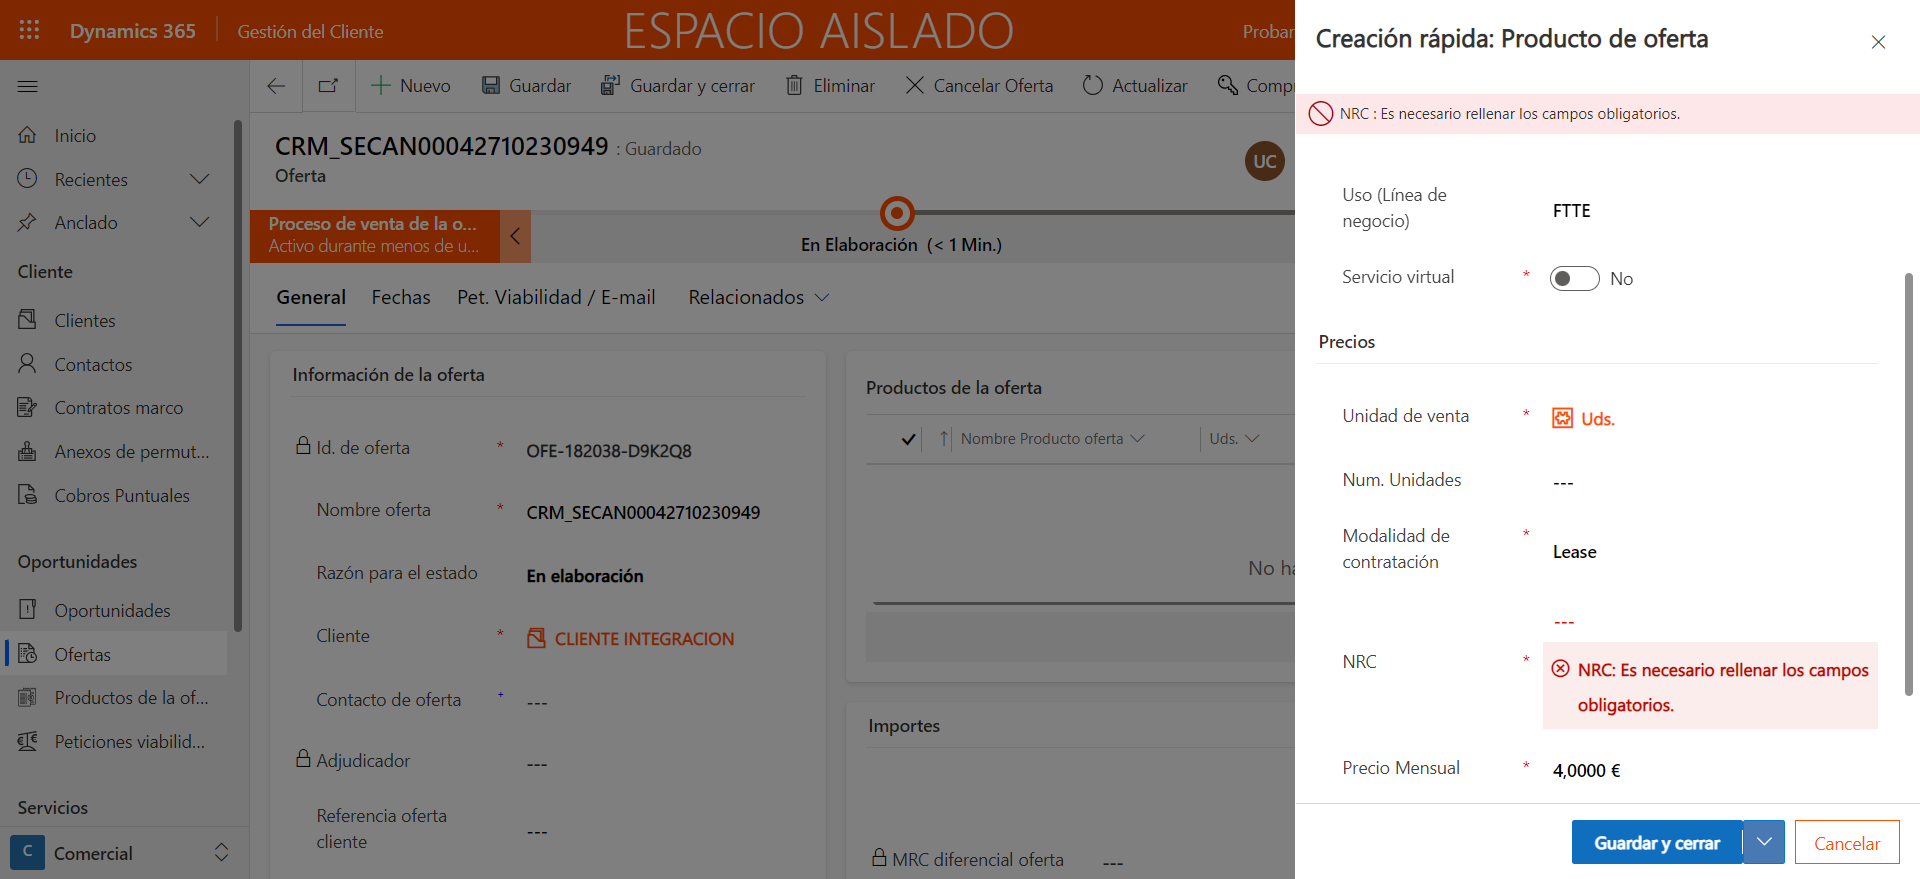 Dynamics 365
Gestión del Cliente
ESPACIO AISLADO
Probar
Nuevo
Guardar
Guardar y cerrar
Eliminar
Cancelar Oferta
Actualizar
Inicio
Recientes
Anclado
Cliente
Clientes
Contactos
Contratos marco
Anexos de permut...
Cobros Puntuales
Oportunidades
Oportunidades
Ofertas
Productos de la of...
Peticiones viabilid...
Servicios
C
Comercial
CRM_SECAN00042710230949 : Guardado
Oferta
UC
Proceso de venta de la o...
Activo durante menos de u...
En Elaboración (< 1 Min.)
General
Fechas
Pet. Viabilidad / E-mail
Relacionados
Información de la oferta
Id. de oferta * OFE-182038-D9K2Q8
Nombre oferta * CRM_SECAN00042710230949
Razón para el estado En elaboración
Cliente * CLIENTE INTEGRACION
Contacto de oferta + ---
Adjudicador ---
Referencia oferta
cliente
---
Productos de la oferta
Nombre Producto oferta
Uds.
No
Importes
MRC diferencial oferta ---
Creación rápida: Producto de oferta
NRC : Es necesario rellenar los campos obligatorios.
Uso (Línea de
negocio)
FTTE
Servicio virtual * No
Precios
Unidad de venta * Uds.
Num. Unidades ---
Modalidad de
contratación
*
Lease
---
NRC *
NRC: Es necesario rellenar los campos
obligatorios.
Precio Mensual * 4,0000 €
Guardar y cerrar
Cancelar